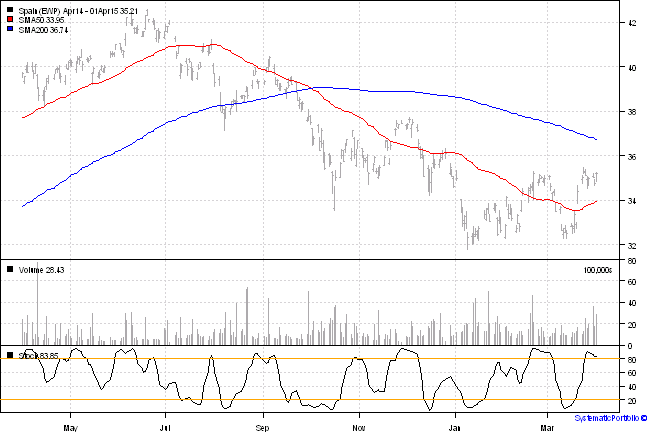 Spain (EWP) Apr14 - 01Apr15 35.21
SMA50 33.95
SMA200 36.74
42
40
38
36
34
32
Volume 28.43
100,000s
80
60
40
20
0
Stock 83.85
80
60
40
20
May
Jul
Sep
Nov
Jan
Mar
SystematicPortfolio ©